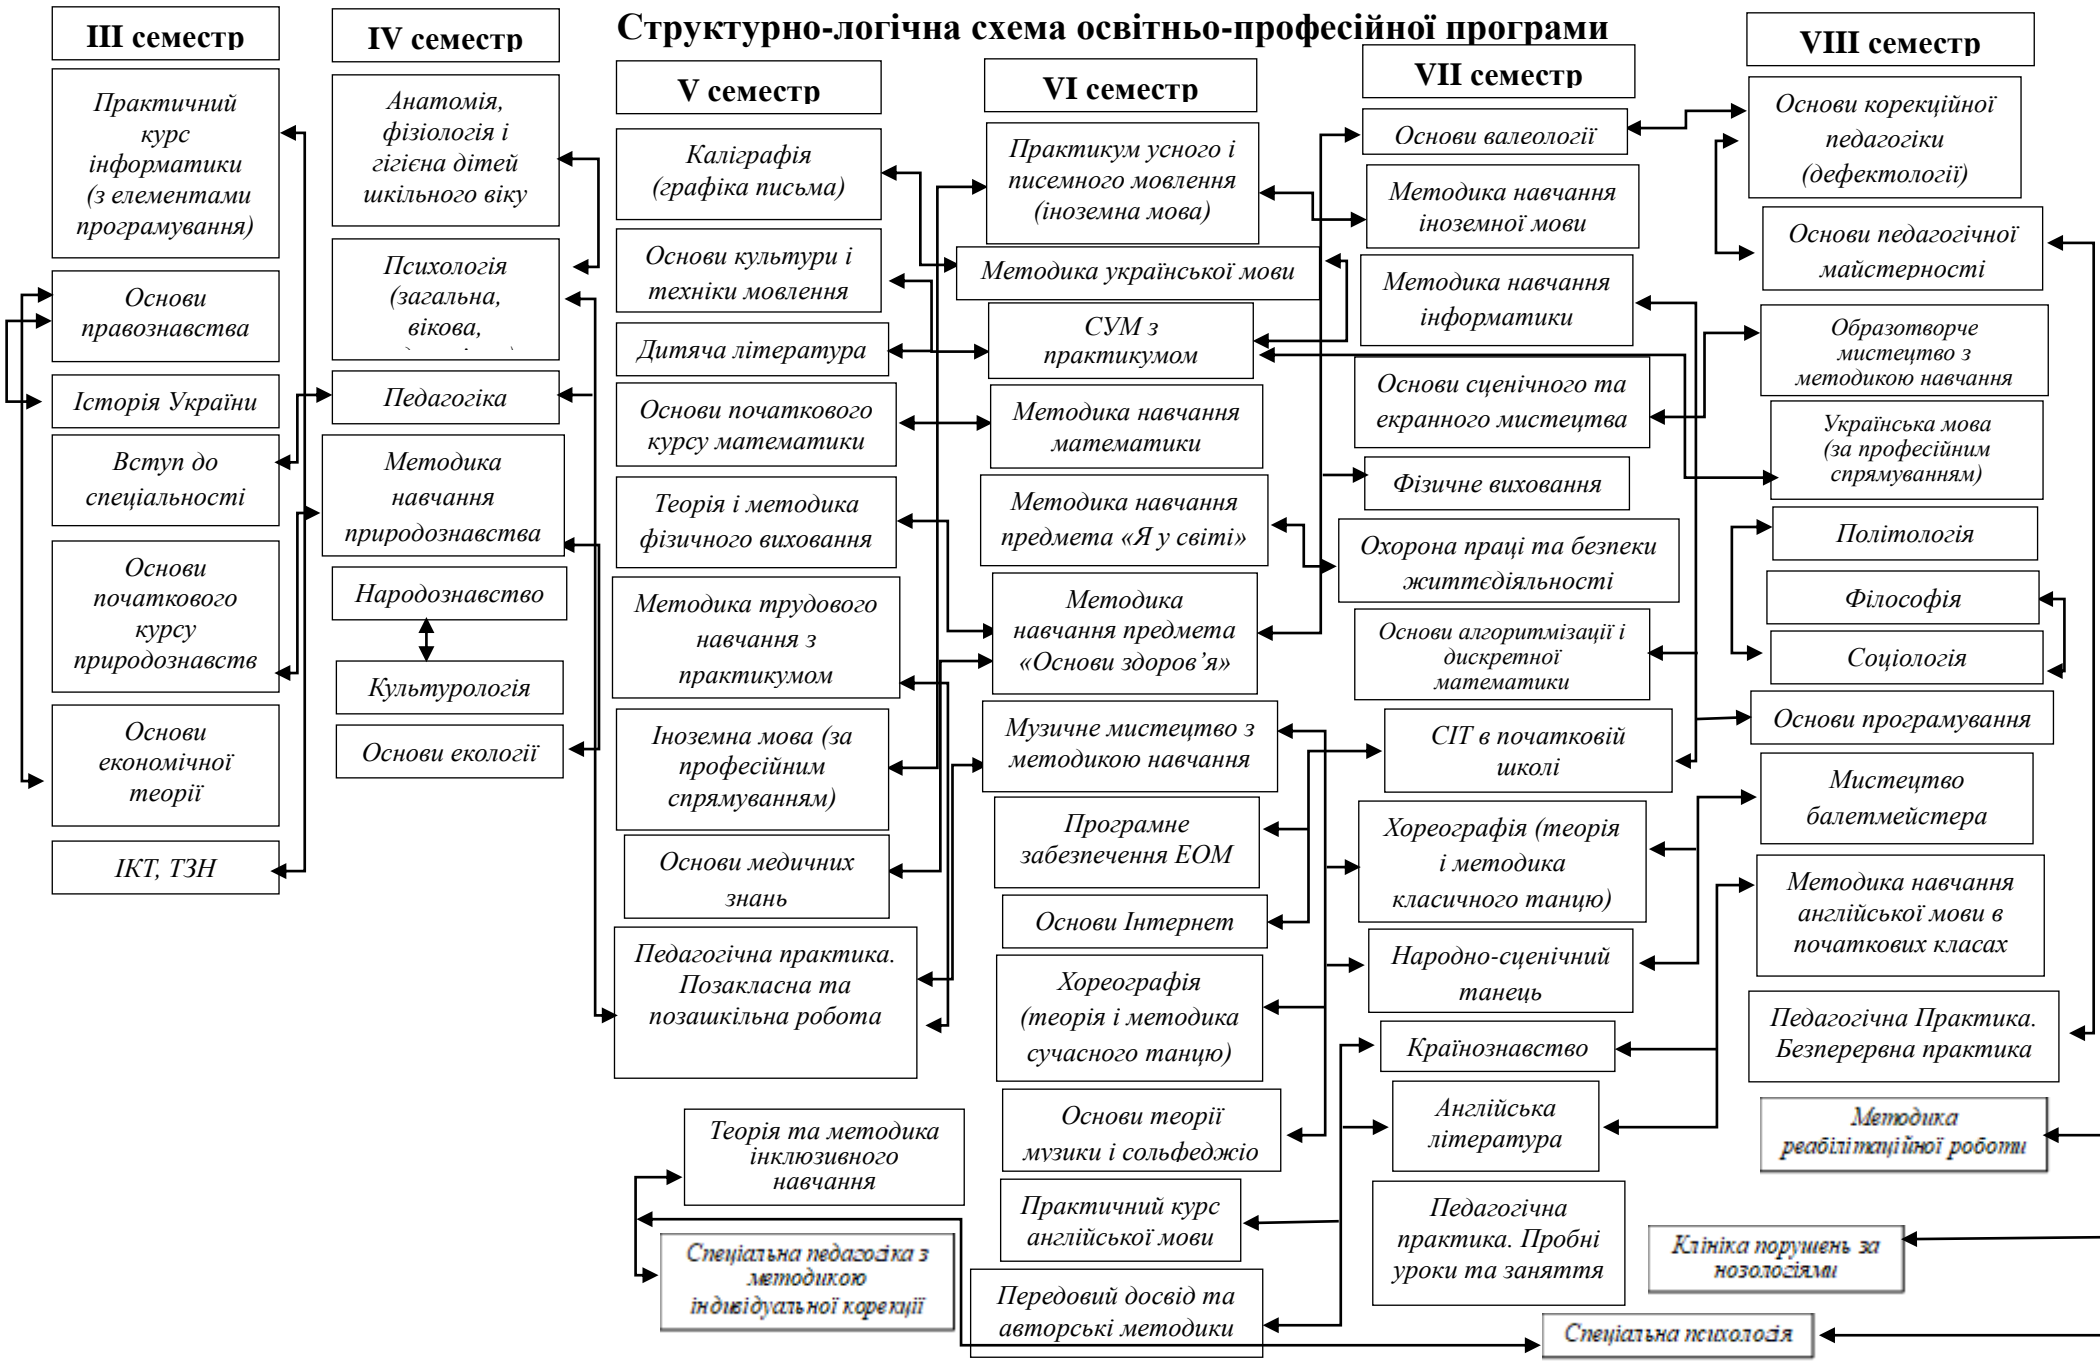 Структурно-логічна схема освітньо-професійної програми
III семестр
Практичний
курс
інформатики
(з елементами
програмування)
Основи
правознавства
Історія України
Вступ до
спеціальності
Основи
початкового
курсу
природознавств
Основи
економічної
теорії
ІКТ, ТЗН
IV семестр
Анатомія,
фізіологія і
гігієна дітей
шкільного віку
Психологія
(загальна,
вікова,
Педагогіка
Методика
навчання
природознавства
Народознавство
Культурологія
Основи екології
V семестр
Каліграфія
(графіка письма)
Основи культури і
техніки мовлення
Дитяча література
Основи початкового
курсу математики
Теорія і методика
фізичного виховання
Методика трудового
навчання з
практикумом
Іноземна мова (за
професійним
спрямуванням)
Основи медичних
знань
Педагогічна практика.
Позакласна та
позашкільна робота
Теорія та методика
інклюзивного
навчання
Спеціальна педагогіка з
методикою
індивідуальної корекції
VI семестр
Практикум усного і
писемного мовлення
(іноземна мова)
Методика української мови
СУМ з
практикумом
Методика навчання
математики
Методика навчання
предмета «Я у світі»
Методика
навчання предмета
«Основи здоров’я»
Музичне мистецтво з
методикою навчання
Програмне
забезпечення ЕОМ
Основи Інтернет
Хореографія
(теорія і методика
сучасного танцю)
Основи теорії
музики і сольфеджіо
Практичний курс
англійської мови
Передовий досвід та
авторські методики
VII семестр
Основи валеології
Методика навчання
іноземної мови
Методика навчання
інформатики
Основи сценічного та
екранного мистецтва
Фізичне виховання
Охорона праці та безпеки
життєдіяльності
Основи алгоритмізації і
дискретної
математики
СІТ в початковій
школі
Хореографія (теорія
і методика
класичного танцю)
Народно-сценічний
танець
Країнознавство
Англійська
література
Педагогічна
практика. Пробні
уроки та заняття
Спеціальна психологія
VIII семестр
Основи корекційної
педагогіки
(дефектології)
Основи педагогічної
майстерності
Образотворче
мистецтво з
методикою навчання
Українська мова
(за професійним
спрямуванням)
Політологія
Філософія
Соціологія
Основи програмування
Мистецтво
балетмейстера
Методика навчання
англійської мови в
початкових класах
Педагогічна Практика.
Безперервна практика
Методика
реабілітаційної роботи
Клініка порушень за
нозологіями